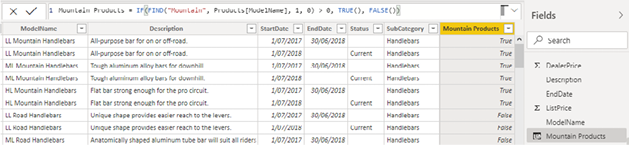 1 Mountain Products = IF(FIND("Mountain", Products[ModelName], 1, 0) > 0, TRUE(), FALSE())
ModelName Description StartDate EndDate Status SubCategory Mountain Products
LL Mountain Handlebars All-purpose bar for on or off-road. 1/07/2017 30/06/2018 Handlebars True
LL Mountain Handlebars All-purpose bar for on or off-road. 1/07/2018 Current Handlebars True
ML Mountain Handlebars Tough aluminum alloy bars for downhill. 1/07/2017 30/06/2018 Handlebars True
ML Mountain Handlebars Tough aluminum alloy bars for downhill. 1/07/2018 Current Handlebars True
HL Mountain Handlebars Flat bar strong enough for the pro circuit. 1/07/2017 30/06/2018 Handlebars True
HL Mountain Handlebars Flat bar strong enough for the pro circuit. 1/07/2018 Current Handlebars True
LL Road Handlebars Unique shape provides easier reach to the levers. 1/07/2017 30/06/2018 Handlebars False
LL Road Handlebars Unique shape provides easier reach to the levers. 1/07/2018 Current Handlebars False
ML Road Handlebars Anatomically shaped aluminum tube bar will suit all riders 1/07/2017 30/06/2018 Handlebars False
Fields
Search
DealerPrice
Description
EndDate
ListPrice
ModelName
Mountain Products